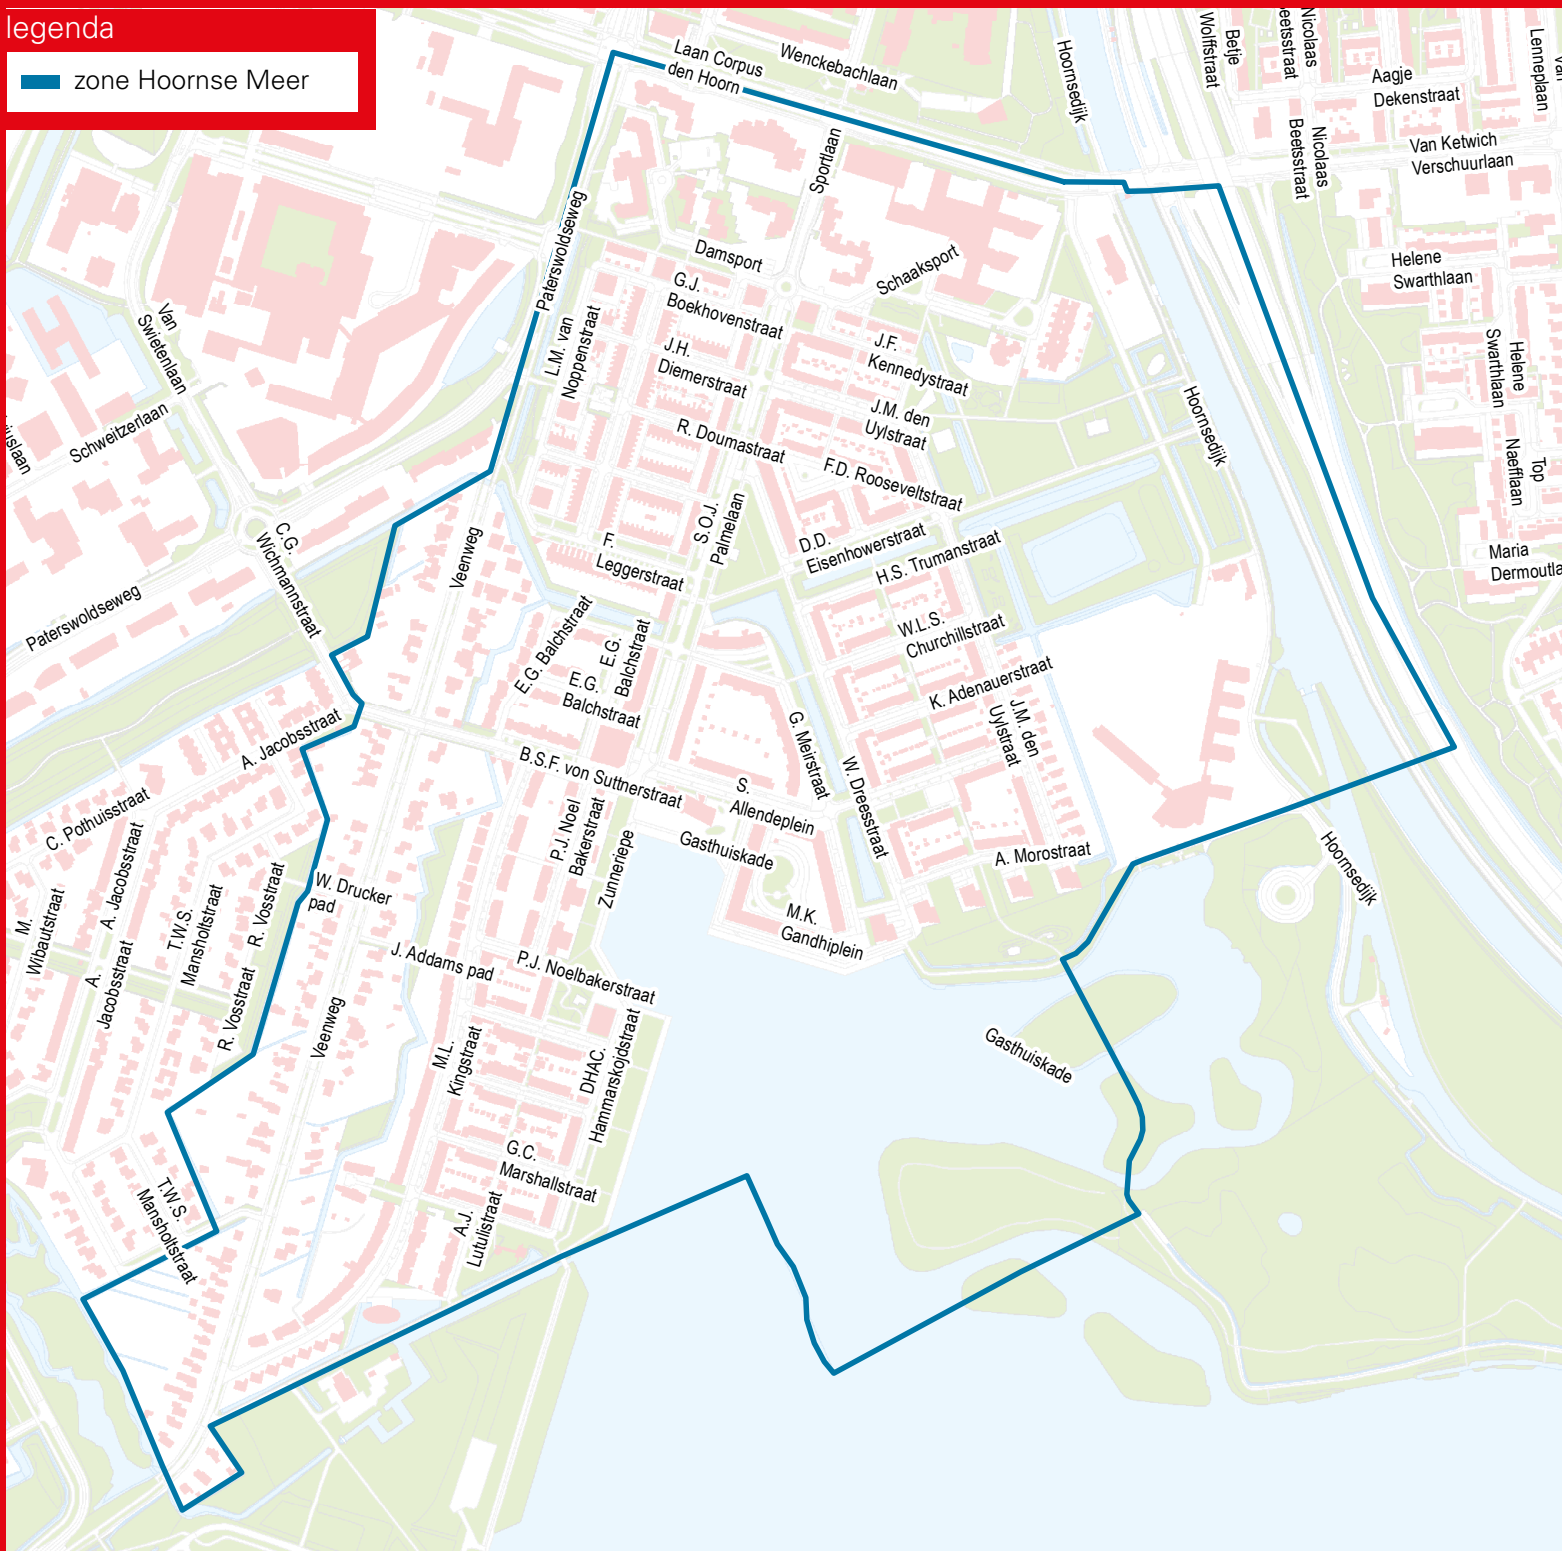 legenda
zone Hoornse Meer
Laan Corpus
den Hoorn
Wenckebachlaan
Hoornsedijk
Wolffstraat
Betje
Beetsstraat
Nicolaas
Aagje
Dekenstraat
Lenneplaan
Van
Nicolaas
Beetsstraat
Van Ketwich
Verschuurlaan
Helene
Swarthlaan
Helene
Swarthlaan
Top
Naefflaan
Maria
Sportlaan
Paterswoldseweg
Damsport
Schaaksport
G.J.
Boekhovenstraat
L.M. van
Noppenstraat
J.H.
Diemerstraat
J.F.
Kennedystraat
J.M. den
Uylstraat
R. Doumastraat
F.D. Rooseveltstraat
Hoornsedijk
Van
Swietenlaan
Schweitzerlaan
C.G.
Wichmannstraat
Paterswoldseweg
Veenweg
S.O.J.
Palmelaan
F.
Leggerstraat
D.D.
Eisenhowerstraat
H.S. Trumanstraat
W.L.S.
Churchillstraat
K. Adenauerstraat
J.M. den
Uylstraat
E.G. Balchstraat
E.G.
Balchstraat
E.G.
Balchstraat
G. Meirstraat
W. Dreesstraat
A. Jacobsstraat
B.S.F. von Suttnerstraat
S.
Allendeplein
C. Pothuisstraat
A. Jacobsstraat
P.J. Noel
Bakerstraat
Zunneriepe
Gasthuiskade
A. Morostraat
Hoornsedijk
M.
Wibautstraat
A.
Jacobsstraat
T.W.S.
Mansholtstraat
R. Vosstraat
R. Vosstraat
W. Drucker
pad
J. Addams pad
M.K.
Gandhiplein
P.J. Noelbakerstraat
Veenweg
M.L.
Kingstraat
DHAC.
Hammarskojdstraat
Gasthuiskade
G.C.
Marshallstraat
A.J.
Lutulistraat
T.W.S.
Mansholtstraat